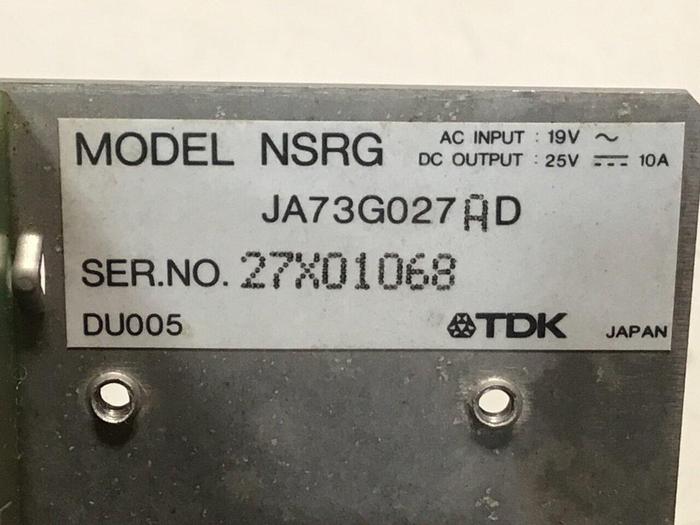 MODEL NSRG
AC INPUT : 19V ~
DC OUTPUT : 25V ⎓ 10A
JA73G027AD
SER.NO. 27X01068
DU005
TDK
JAPAN